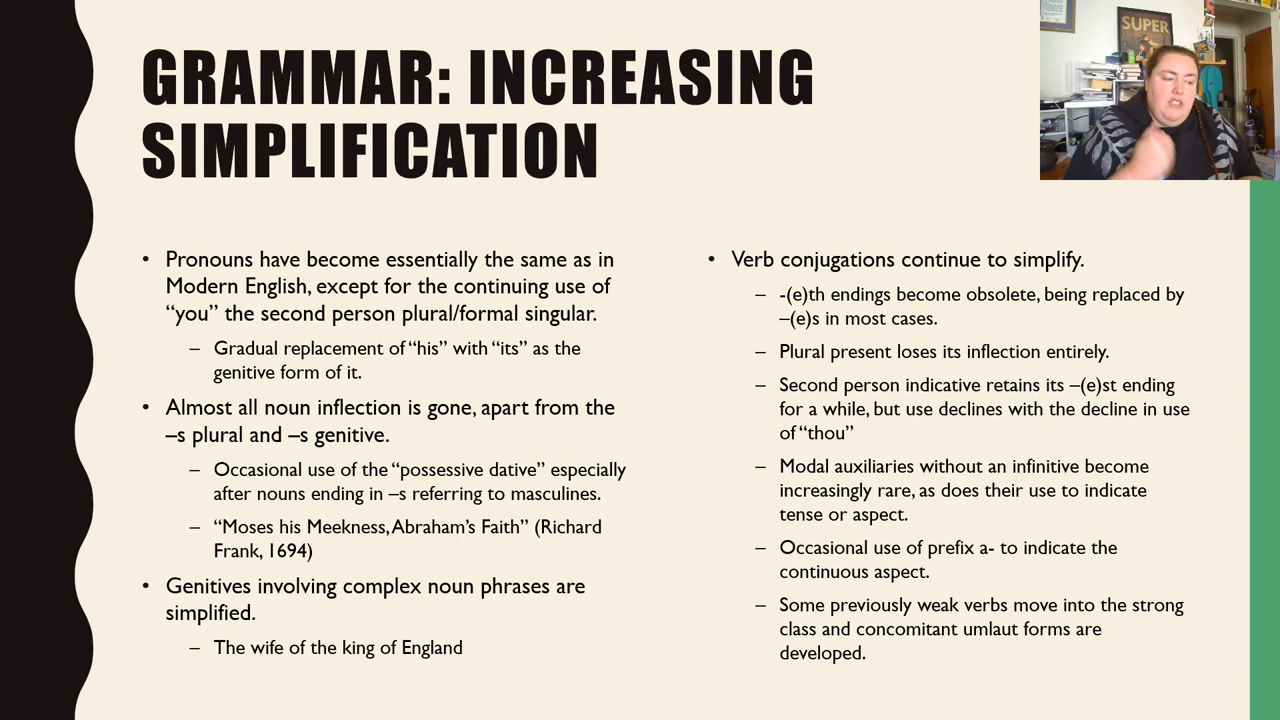 GRAMMAR: INCREASING
SIMPLIFICATION
SUPER
• Pronouns have become essentially the same as in
Modern English, except for the continuing use of
“you” the second person plural/formal singular.
– Gradual replacement of “his” with “its” as the
genitive form of it.
• Almost all noun inflection is gone, apart from the
–s plural and –s genitive.
– Occasional use of the “possessive dative” especially
after nouns ending in –s referring to masculines.
– “Moses his Meekness, Abraham’s Faith” (Richard
Frank, 1694)
• Genitives involving complex noun phrases are
simplified.
– The wife of the king of England
• Verb conjugations continue to simplify.
– -(e)th endings become obsolete, being replaced by
–(e)s in most cases.
– Plural present loses its inflection entirely.
– Second person indicative retains its –(e)st ending
for a while, but use declines with the decline in use
of “thou”
– Modal auxiliaries without an infinitive become
increasingly rare, as does their use to indicate
tense or aspect.
– Occasional use of prefix a- to indicate the
continuous aspect.
– Some previously weak verbs move into the strong
class and concomitant umlaut forms are
developed.